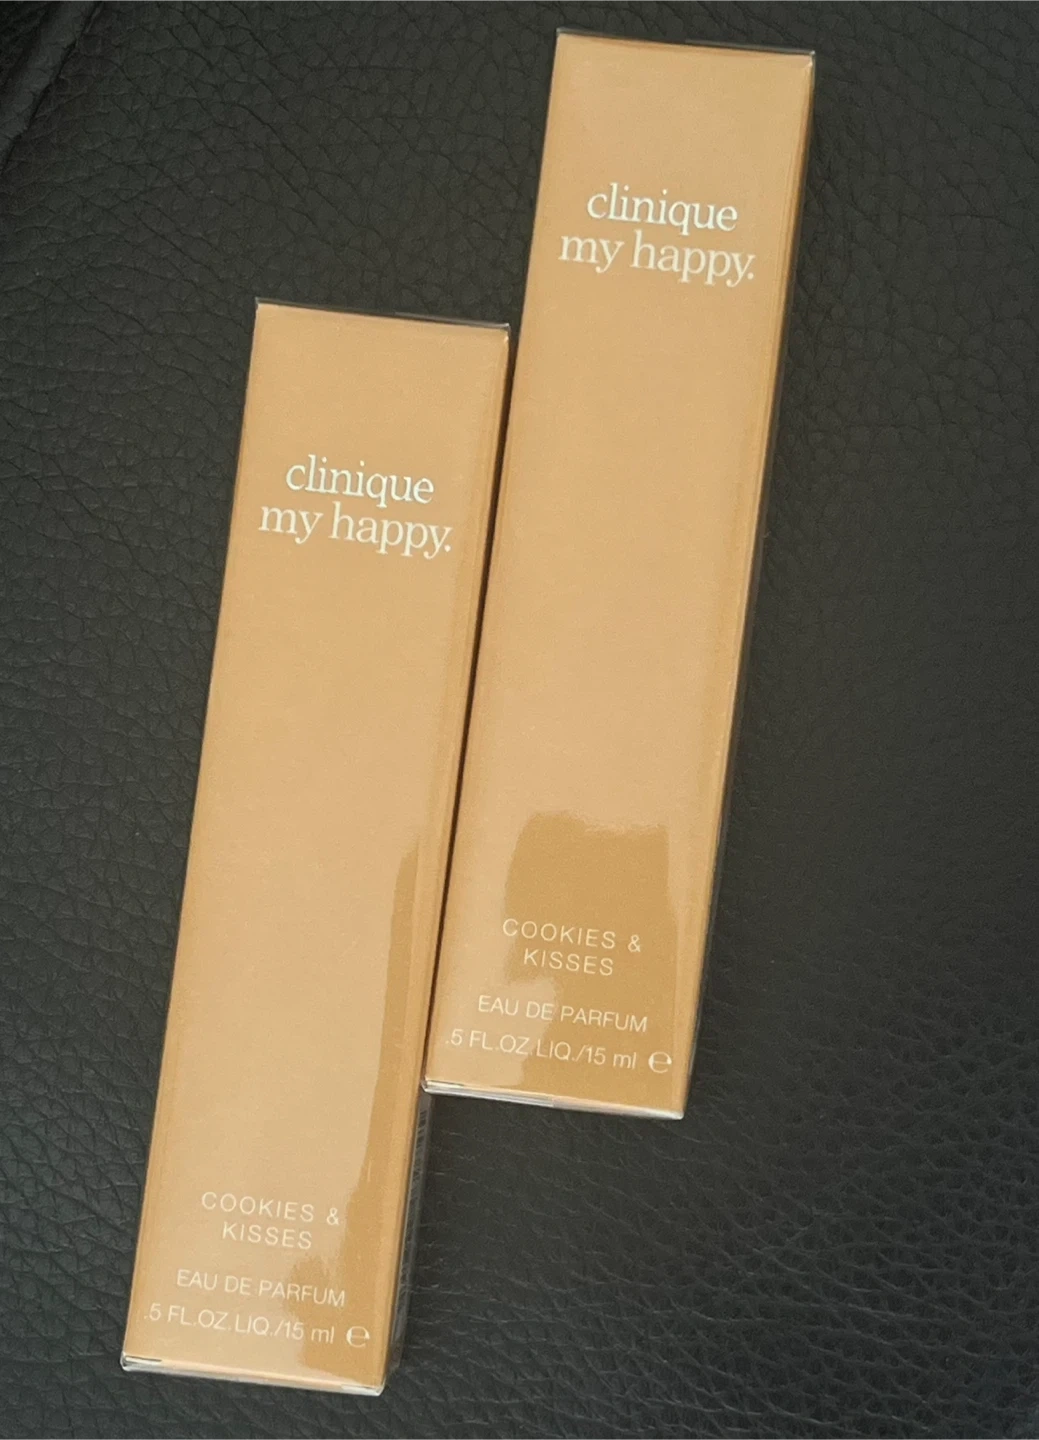 clinique
my happy.
COOKIES &
KISSES
EAU DE PARFUM
.5 FL.OZ.LIQ./15 ml ℮
clinique
my happy.
COOKIES &
KISSES
EAU DE PARFUM
.5 FL.OZ.LIQ./15 ml ℮